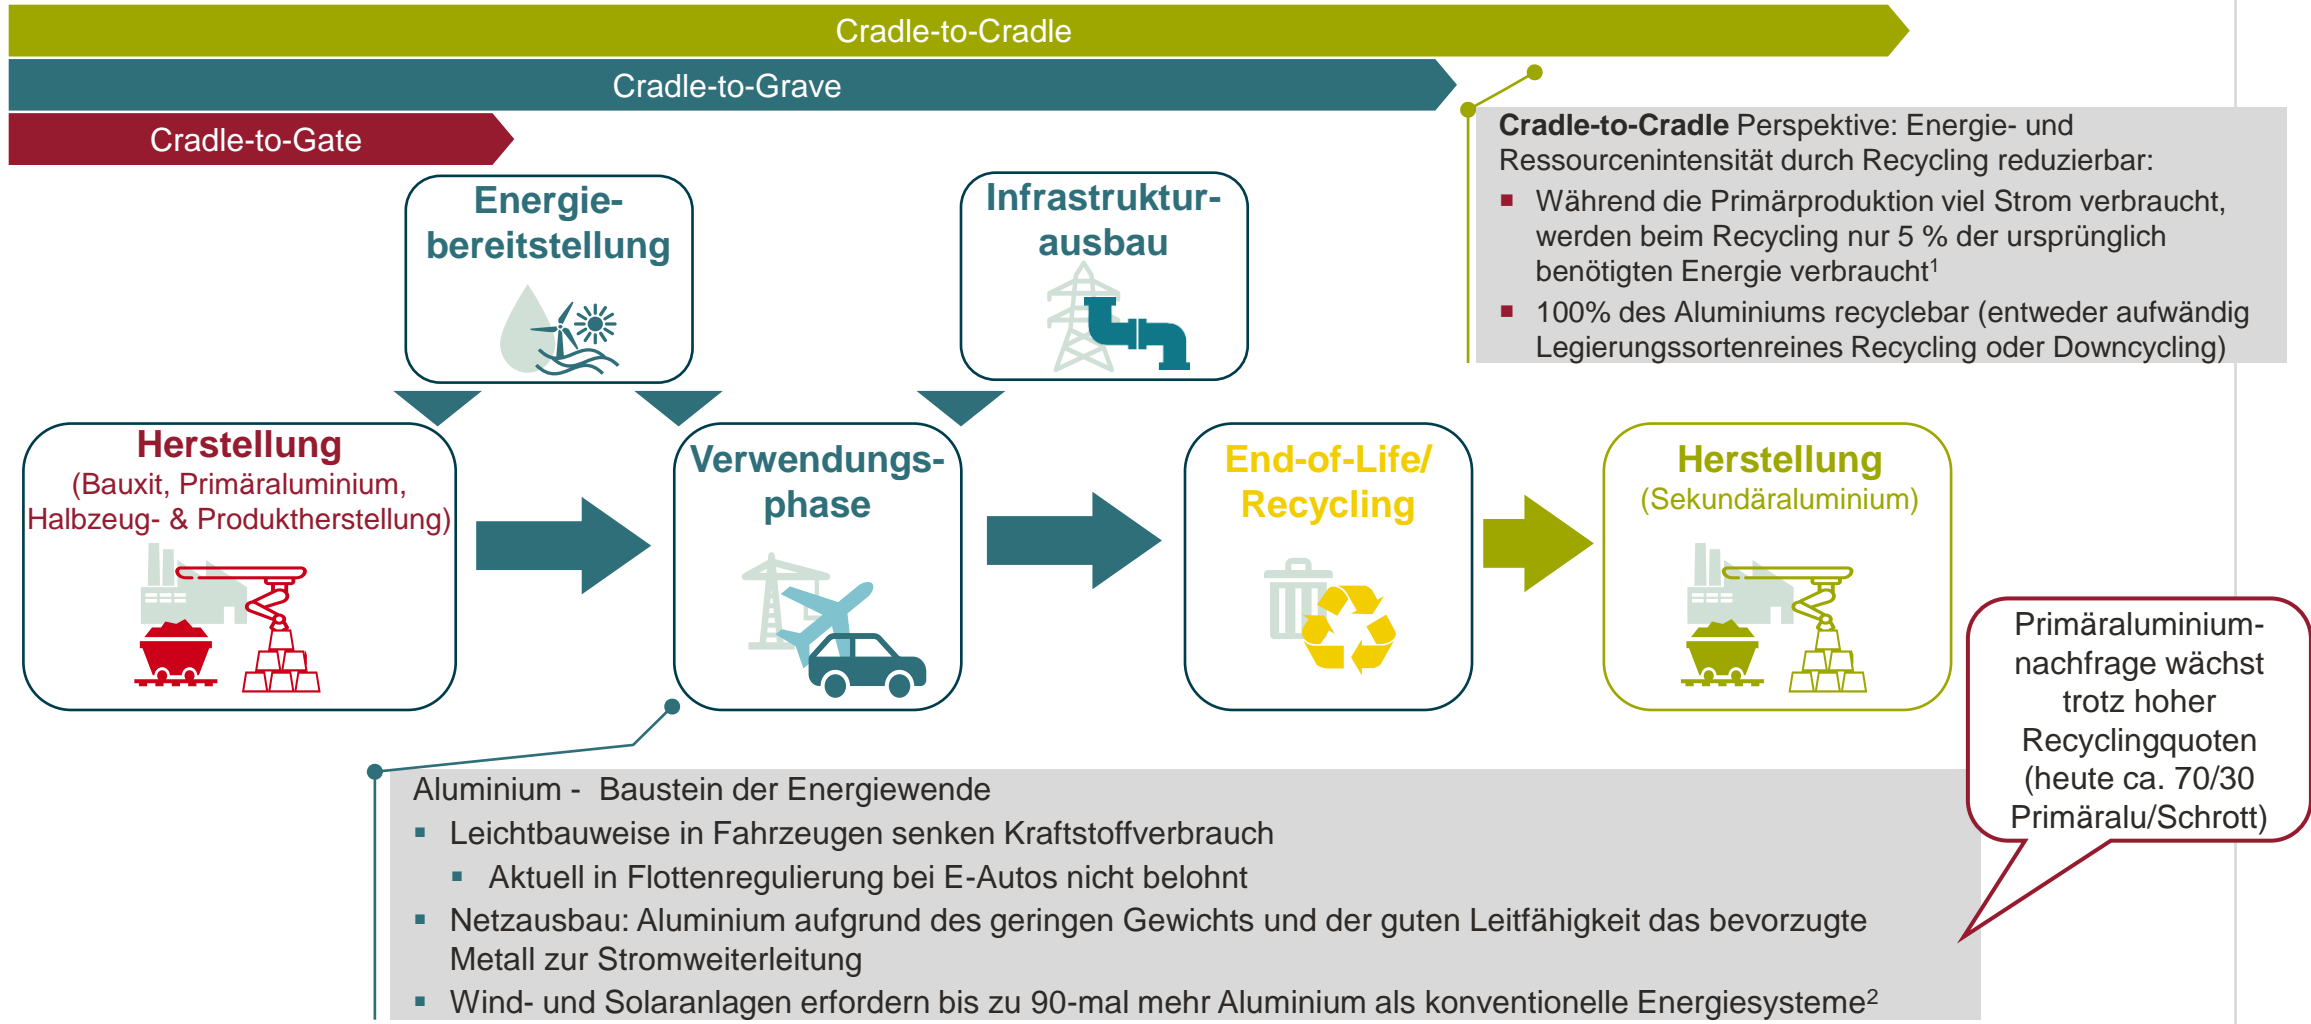 Cradle-to-Cradle
Cradle-to-Grave
Cradle-to-Gate
Cradle-to-Cradle Perspektive: Energie- und
Ressourcenintensität durch Recycling reduzierbar:
▪ Während die Primärproduktion viel Strom verbraucht,
werden beim Recycling nur 5 % der ursprünglich
benötigten Energie verbraucht¹
▪ 100% des Aluminiums recyclebar (entweder aufwändig
Legierungssortenreines Recycling oder Downcycling)
Energie-
bereitstellung
Infrastruktur-
ausbau
Herstellung
(Bauxit, Primäraluminium,
Halbzeug- & Produktherstellung)
Verwendungs-
phase
End-of-Life/
Recycling
Herstellung
(Sekundäraluminium)
Primäraluminium-
nachfrage wächst
trotz hoher
Recyclingquoten
(heute ca. 70/30
Primäralu/Schrott)
Aluminium - Baustein der Energiewende
▪ Leichtbauweise in Fahrzeugen senken Kraftstoffverbrauch
▪ Aktuell in Flottenregulierung bei E-Autos nicht belohnt
▪ Netzausbau: Aluminium aufgrund des geringen Gewichts und der guten Leitfähigkeit das bevorzugte
Metall zur Stromweiterleitung
▪ Wind- und Solaranlagen erfordern bis zu 90-mal mehr Aluminium als konventionelle Energiesysteme²